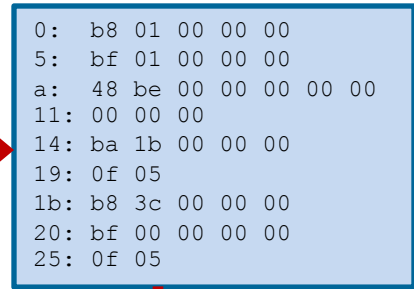 0: b8 01 00 00 00
5: bf 01 00 00 00
a: 48 be 00 00 00 00 00
11: 00 00 00
14: ba 1b 00 00 00
19: 0f 05
1b: b8 3c 00 00 00
20: bf 00 00 00 00
25: 0f 05